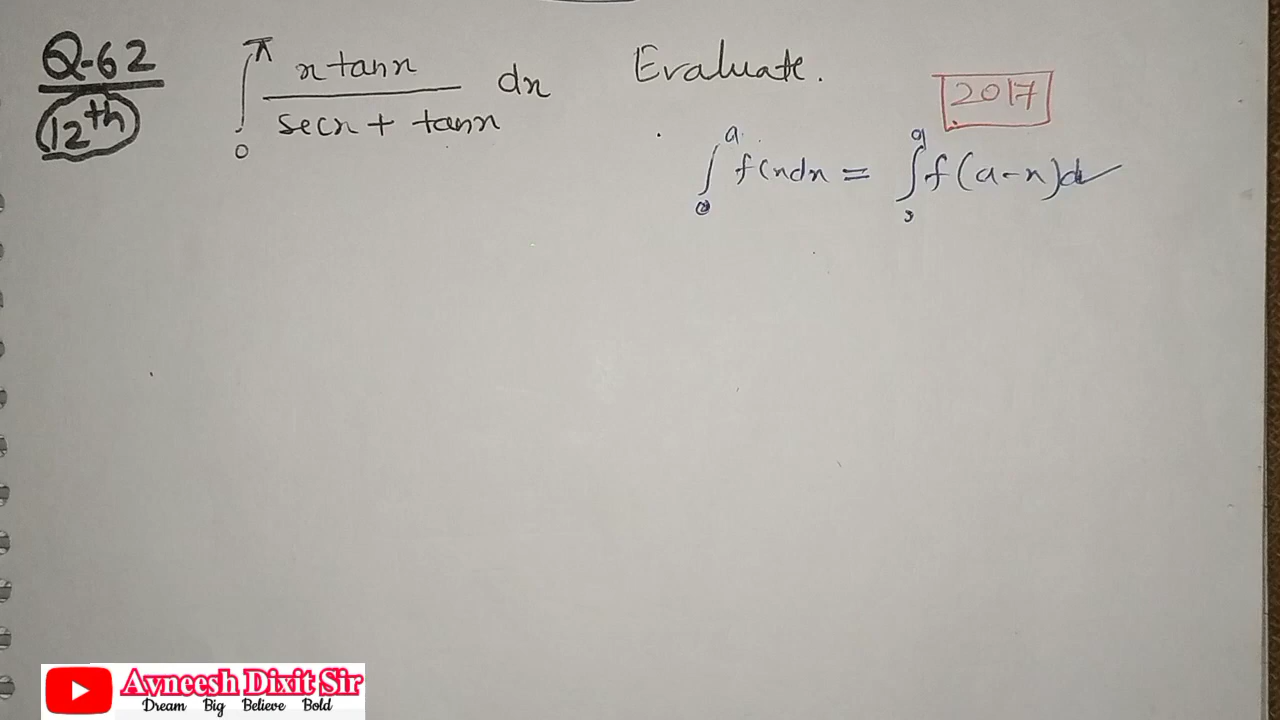 Q-62
12th
∫₀^π (x tanx)/(secx + tanx) dx Evaluate.
2017
∫₀^a f(x dx = ∫₀^a f(a-x)dx
Avneesh Dixit Sir
Dream Big Believe Bold